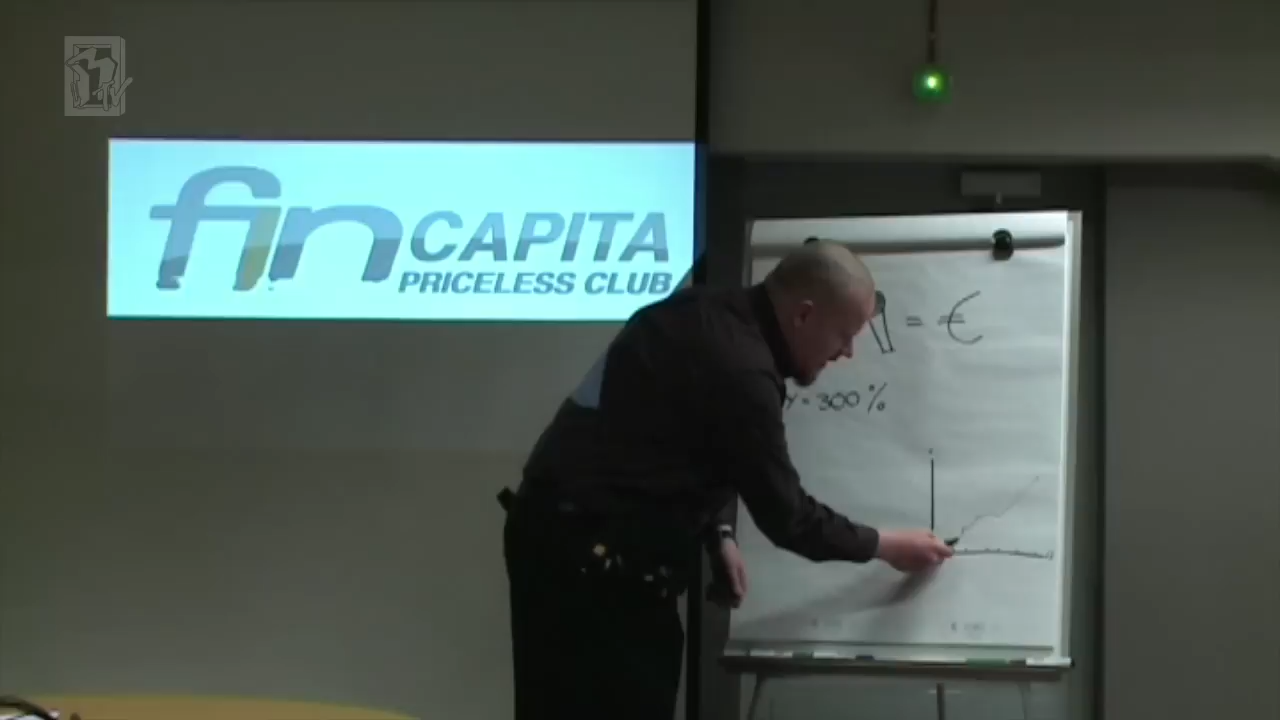 fin CAPITA
PRICELESS CLUB
= €
Y = 300%